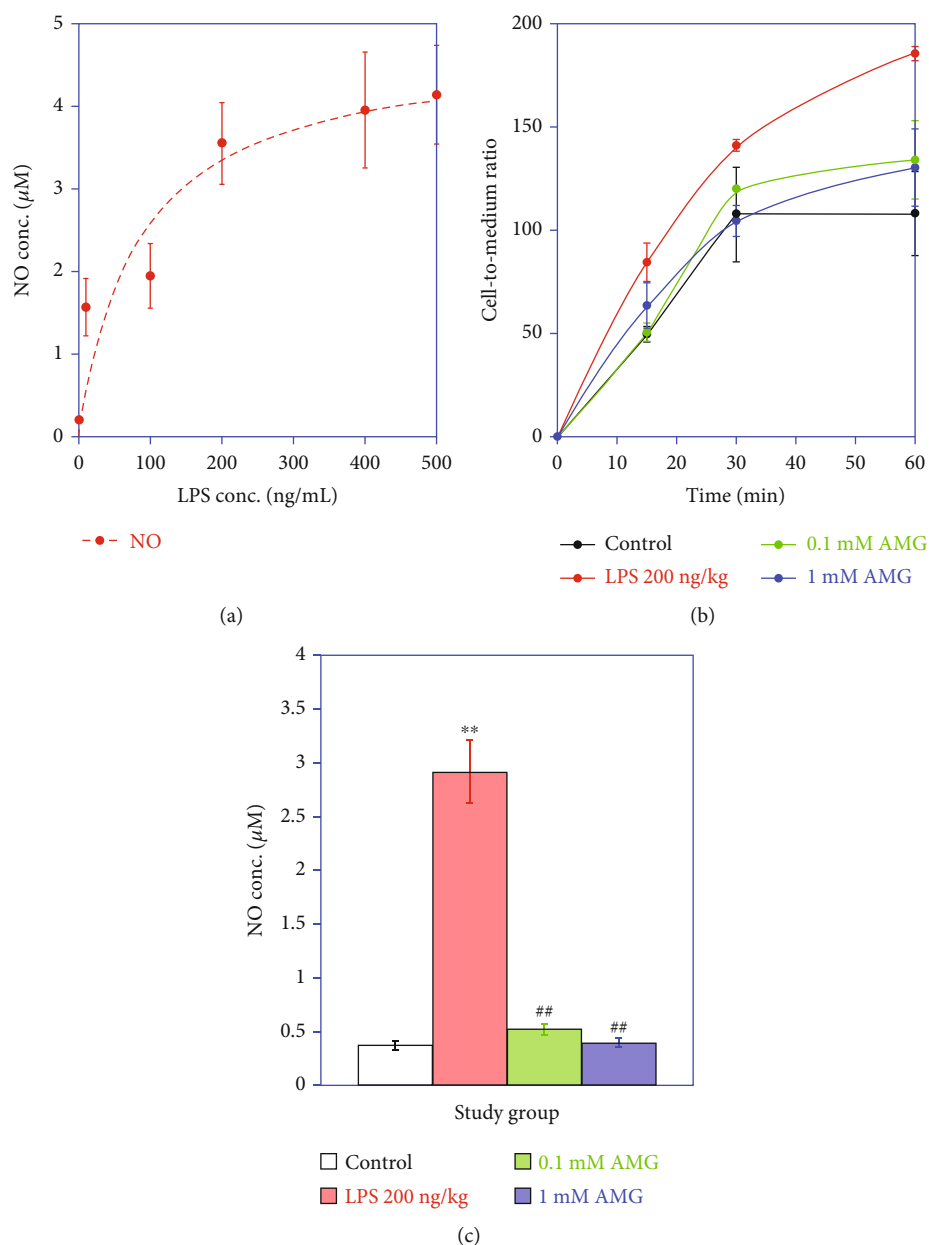 5
4
3
2
1
0
NO conc. (μM)
0 100 200 300 400 500
LPS conc. (ng/mL)
NO
(a)
200
150
100
50
0
Cell-to-medium ratio
0 10 20 30 40 50 60
Time (min)
Control 0.1 mM AMG
LPS 200 ng/kg 1 mM AMG
(b)
4
3.5
3
2.5
2
1.5
1
0.5
0
NO conc. (μM)
**
##
##
Study group
Control 0.1 mM AMG
LPS 200 ng/kg 1 mM AMG
(c)